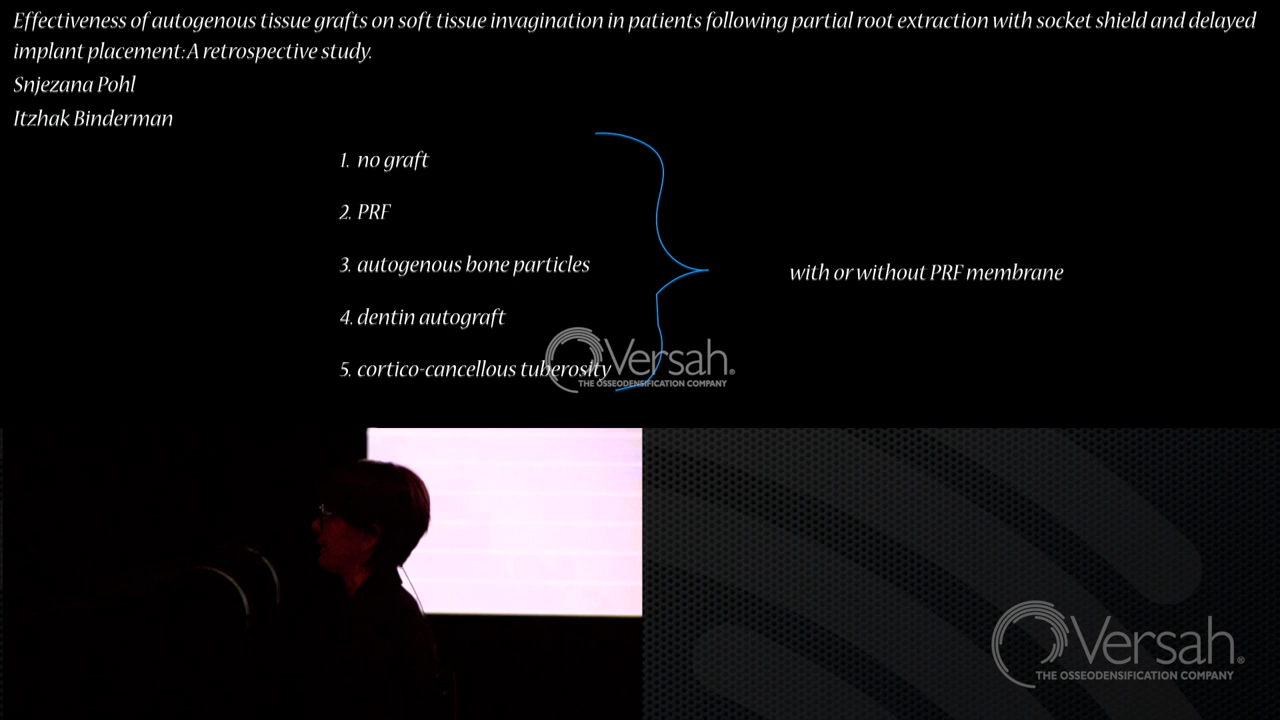 Effectiveness of autogenous tissue grafts on soft tissue invagination in patients following partial root extraction with socket shield and delayed
implant placement: A retrospective study.
Snjezana Pohl
Itzhak Binderman
1. no graft
2. PRF
3. autogenous bone particles
with or without PRF membrane
4. dentin autograft
5. cortico-cancellous tuberosity
Versah®
THE OSSEODENSIFICATION COMPANY
Versah®
THE OSSEODENSIFICATION COMPANY